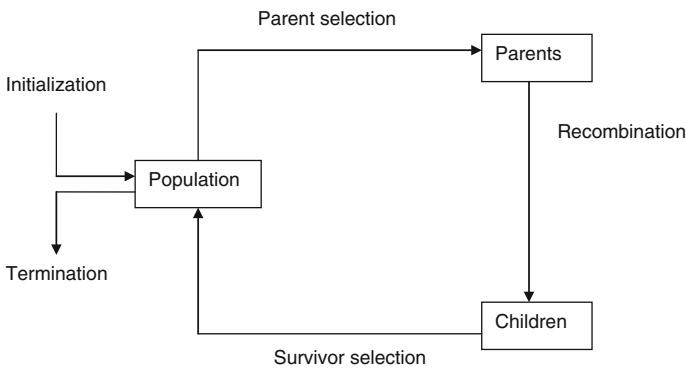 Parent selection
Parents
Initialization
Recombination
Population
Termination
Children
Survivor selection